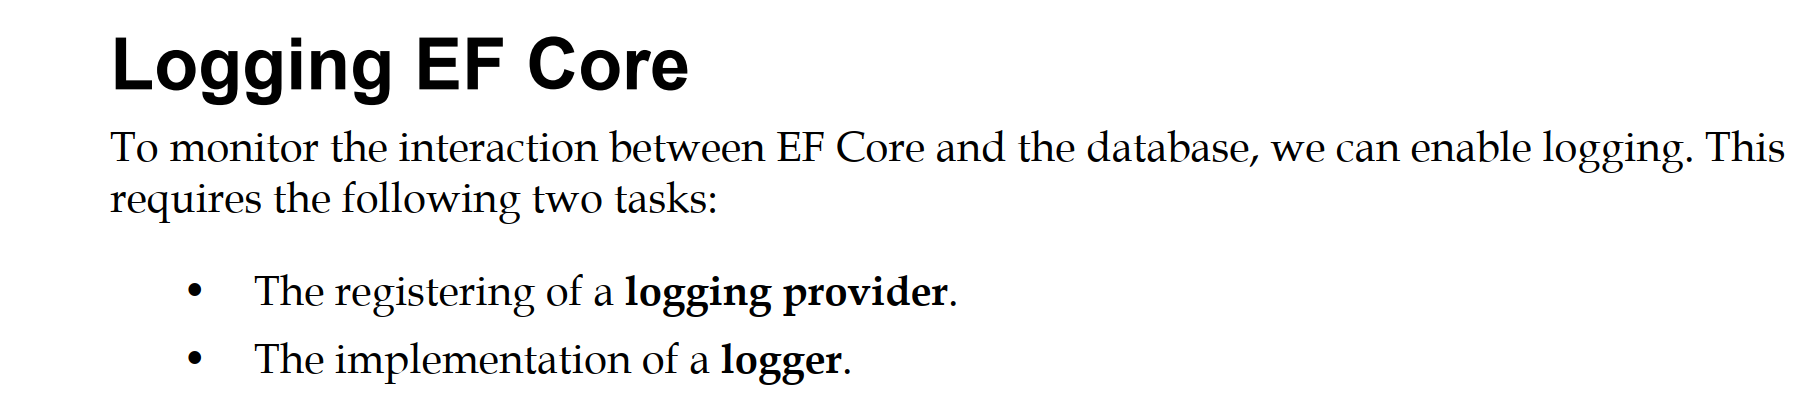 Logging EF Core
To monitor the interaction between EF Core and the database, we can enable logging. This
requires the following two tasks:
• The registering of a logging provider.
• The implementation of a logger.